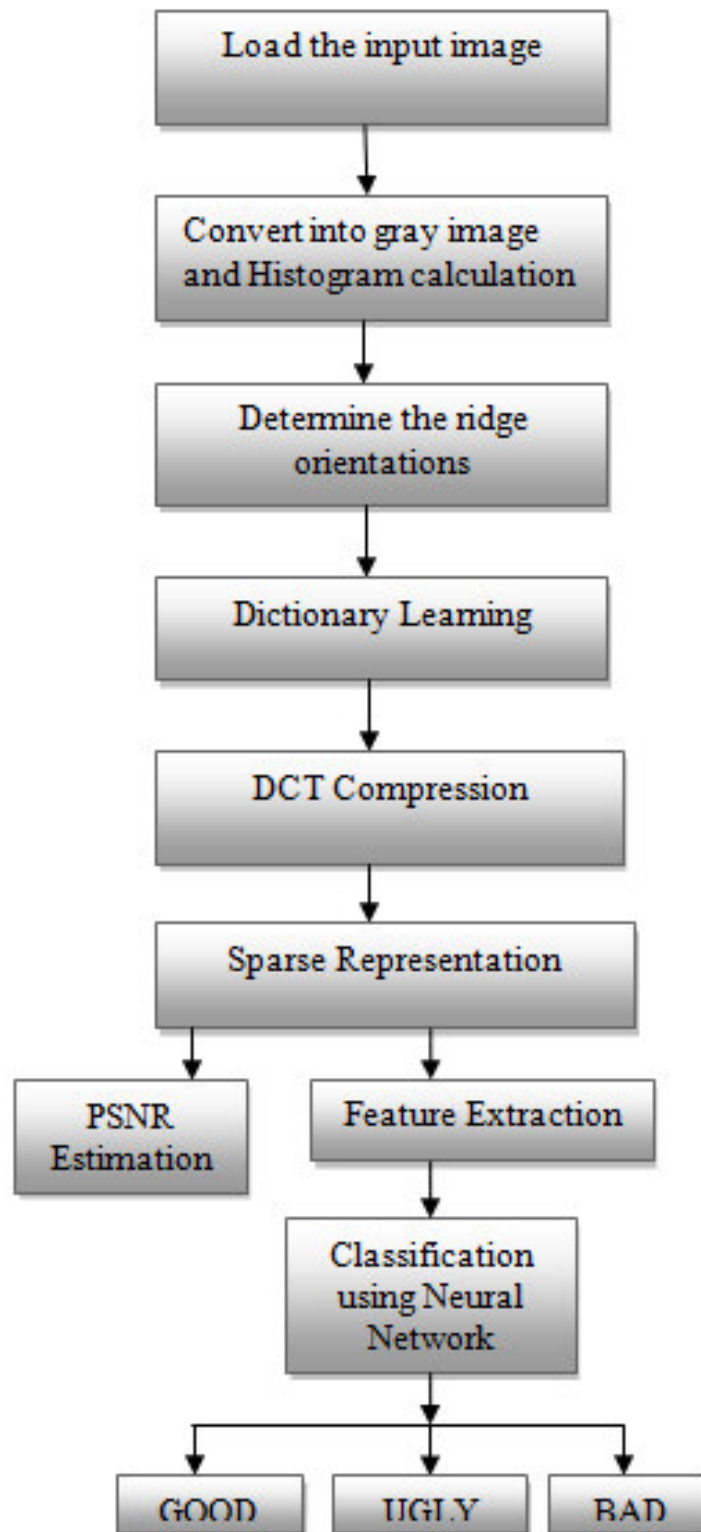 Load the input image
Convert into gray image
and Histogram calculation
Determine the ridge
orientations
Dictionary Learning
DCT Compression
Sparse Representation
PSNR
Estimation
Feature Extraction
Classification
using Neural
Network
GOOD
UGLY
BAD